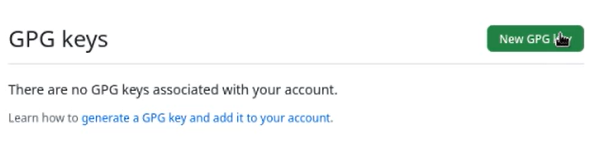 GPG keys
New GPG
There are no GPG keys associated with your account.
Learn how to generate a GPG key and add it to your account.